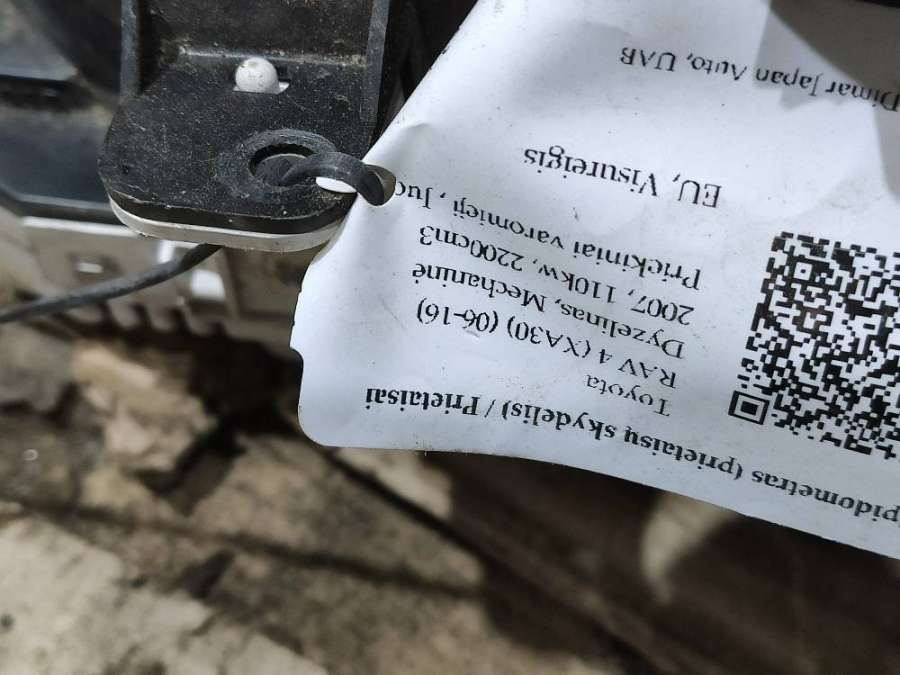 pidometras (prietaisų skydelis) / Prietaisai
Toyota
RAV 4 (XA30) (06-16)
Dyzelinas, Mechaninė
2007, 110kw, 2200cm3
Priekiniai varomieji, Juo
EU, Visureigis
Dimar Japan Auto, UAB